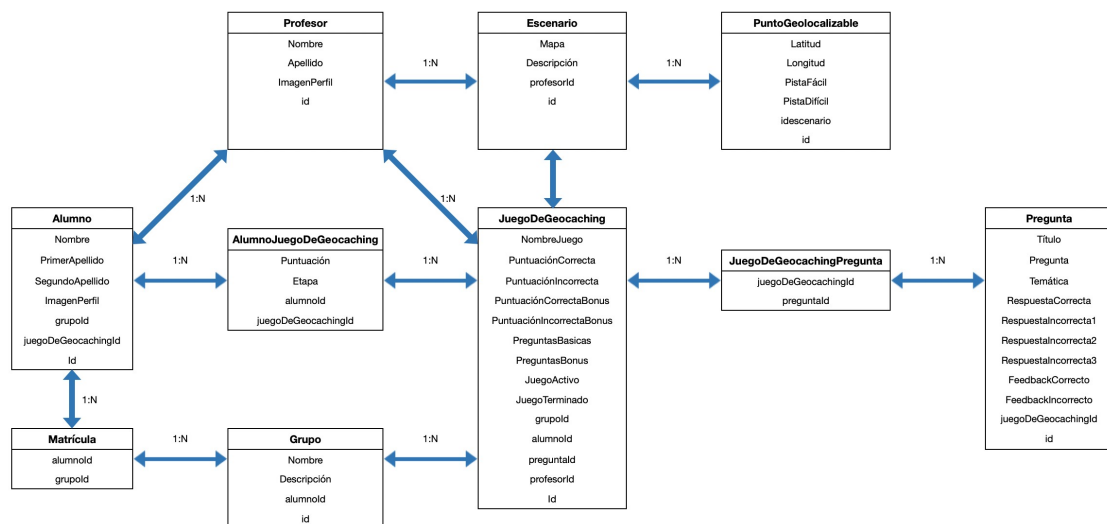 Profesor
Nombre
Apellido
ImagenPerfil
id
1:N
Escenario
Mapa
Descripción
profesorId
id
1:N
PuntoGeolocalizable
Latitud
Longitud
PistaFácil
PistaDifícil
idescenario
id
1:N
1:N
Alumno
Nombre
PrimerApellido
SegundoApellido
ImagenPerfil
grupoId
juegoDeGeocachingId
Id
1:N
AlumnoJuegoDeGeocaching
Puntuación
Etapa
alumnoId
juegoDeGeocachingId
1:N
JuegoDeGeocaching
NombreJuego
PuntuaciónCorrecta
PuntuaciónIncorrecta
PuntuaciónCorrectaBonus
PuntuaciónIncorrectaBonus
PreguntasBasicas
PreguntasBonus
JuegoActivo
JuegoTerminado
grupoId
alumnoId
preguntaId
profesorId
Id
1:N
JuegoDeGeocachingPregunta
juegoDeGeocachingId
preguntaId
1:N
Pregunta
Título
Pregunta
Temática
RespuestaCorrecta
RespuestaIncorrecta1
RespuestaIncorrecta2
RespuestaIncorrecta3
FeedbackCorrecto
FeedbackIncorrecto
juegoDeGeocachingId
id
1:N
Matrícula
alumnoId
grupoId
1:N
Grupo
Nombre
Descripción
alumnoId
id
1:N